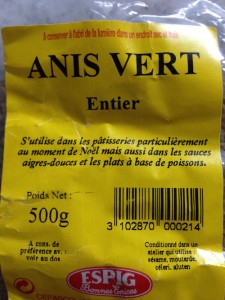 A conserver à l'abri de la lumière dans un endroit sec et frais
ANIS VERT
Entier
S'utilise dans les pâtisseries particulièrement
au moment de Noël mais aussi dans les sauces
aigres-douces et les plats à base de poissons.
Poids Net :
500g
3 102870 000214
A cons. de
préférence av.
voir au dos
Conditionné dans un
atelier qui utilise
sésame, moutarde,
céleri, gluten
ESPIG
Bonnes Epices